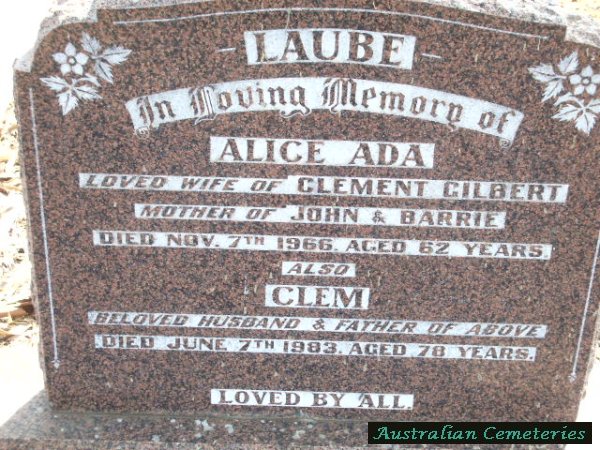 - LAUBE -
In Loving Memory of
ALICE ADA
LOVED WIFE OF CLEMENT GILBERT
MOTHER OF JOHN & BARRIE
DIED NOV. 7TH 1966. AGED 62 YEARS.
ALSO
CLEM
BELOVED HUSBAND & FATHER OF ABOVE
DIED JUNE 7TH 1983. AGED 78 YEARS.
LOVED BY ALL.
Australian Cemeteries